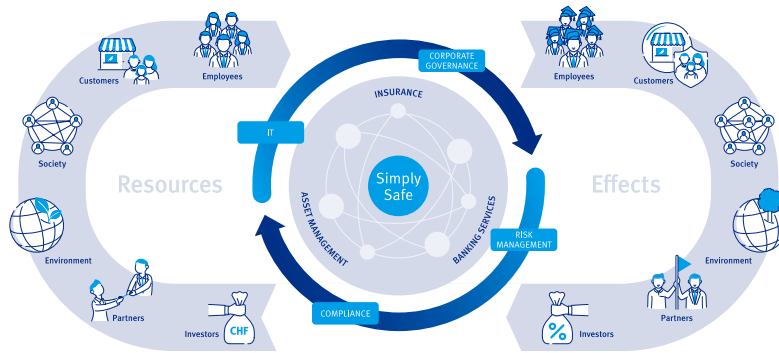 Employees
Customers
Society
Resources
Environment
Partners
Investors
CHF
CORPORATE
GOVERNANCE
IT
INSURANCE
Simply
Safe
ASSET MANAGEMENT
BANKING SERVICES
RISK
MANAGEMENT
COMPLIANCE
Employees
Customers
Society
Effects
Environment
Partners
Investors
%